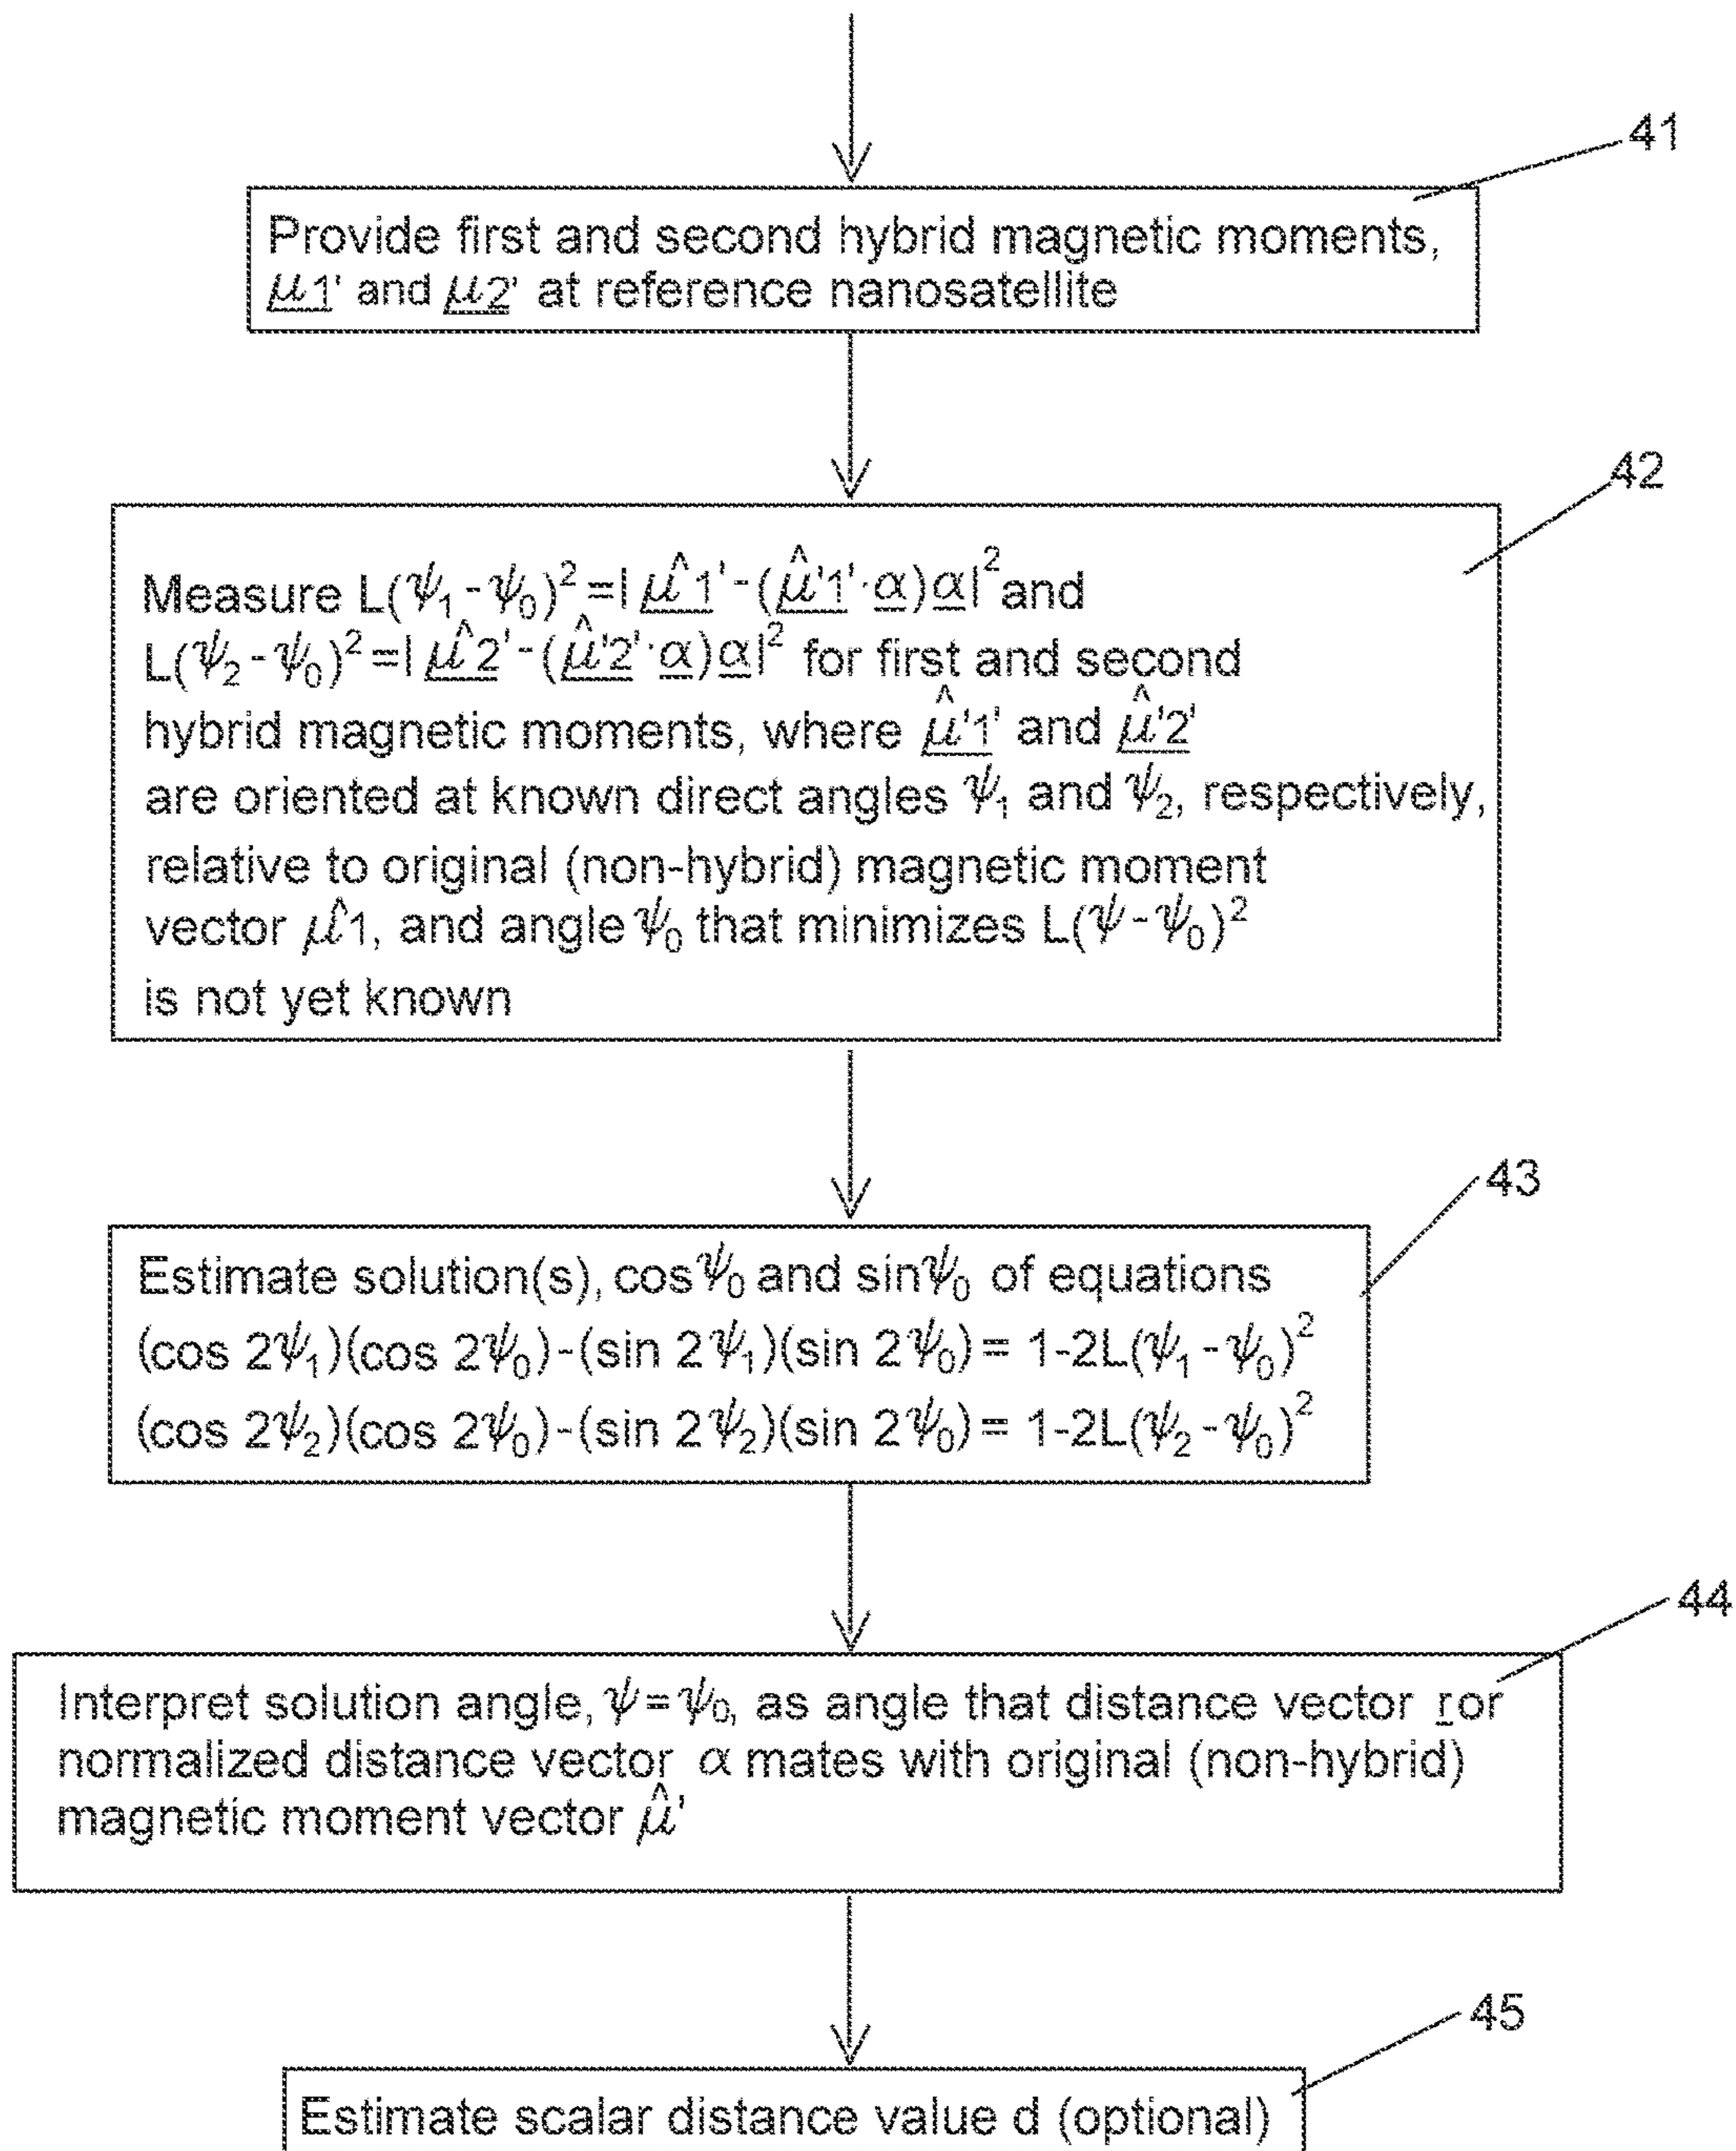 41
Provide first and second hybrid magnetic moments,
μ1' and μ2' at reference nanosatellite
42
Measure L(ψ₁-ψ₀)²=|μ̂1'-(μ̂'1'·α)α|² and
L(ψ₂-ψ₀)²=|μ̂2'-(μ̂'2'·α)α|² for first and second
hybrid magnetic moments, where μ̂'1' and μ̂'2'
are oriented at known direct angles ψ₁ and ψ₂, respectively,
relative to original (non-hybrid) magnetic moment
vector μ̂1, and angle ψ₀ that minimizes L(ψ-ψ₀)²
is not yet known
43
Estimate solution(s), cosψ₀ and sinψ₀ of equations
(cos 2ψ₁)(cos 2ψ₀)-(sin 2ψ₁)(sin 2ψ₀) = 1-2L(ψ₁-ψ₀)²
(cos 2ψ₂)(cos 2ψ₀)-(sin 2ψ₂)(sin 2ψ₀) = 1-2L(ψ₂-ψ₀)²
44
Interpret solution angle, ψ=ψ₀, as angle that distance vector r or
normalized distance vector α mates with original (non-hybrid)
magnetic moment vector μ̂'
45
Estimate scalar distance value d (optional)